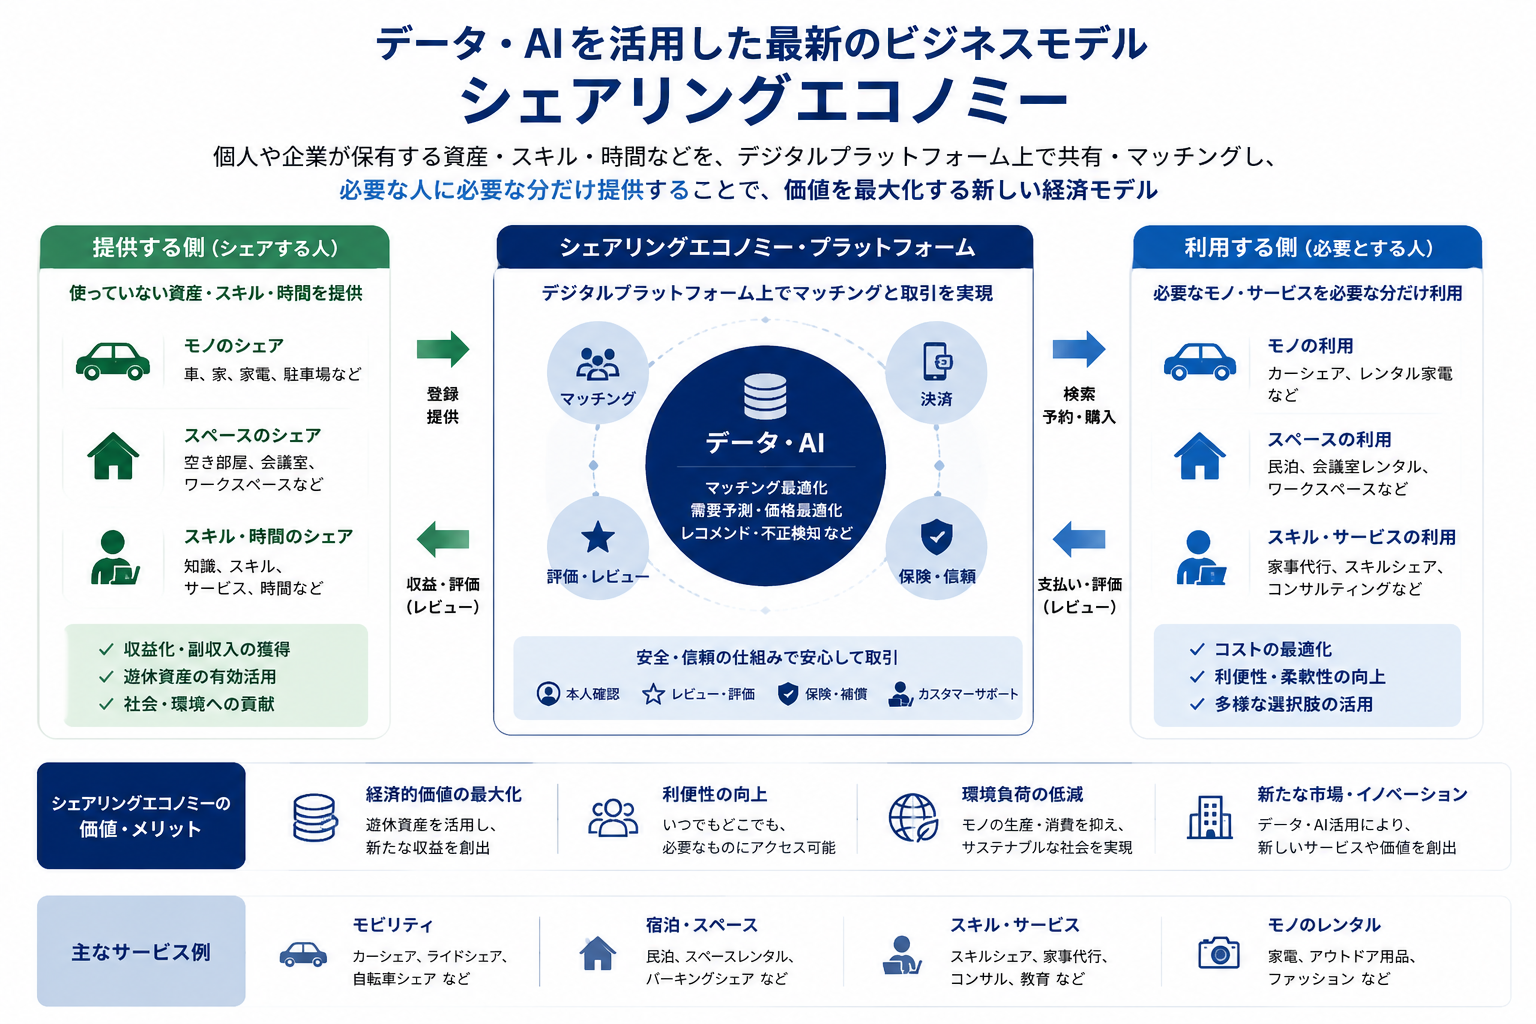 データ・AIを活用した最新のビジネスモデル
シェアリングエコノミー
個人や企業が保有する資産・スキル・時間などを、デジタルプラットフォーム上で共有・マッチングし、
必要な人に必要な分だけ提供することで、価値を最大化する新しい経済モデル
提供する側（シェアする人）
使っていない資産・スキル・時間を提供
モノのシェア
車、家、家電、駐車場など
スペースのシェア
空き部屋、会議室、
ワークスペースなど
スキル・時間のシェア
知識、スキル、
サービス、時間など
✓ 収益化・副収入の獲得
✓ 遊休資産の有効活用
✓ 社会・環境への貢献
登録
提供
収益・評価
（レビュー）
シェアリングエコノミー・プラットフォーム
デジタルプラットフォーム上でマッチングと取引を実現
マッチング
決済
データ・AI
マッチング最適化
需要予測・価格最適化
レコメンド・不正検知 など
評価・レビュー
保険・信頼
安全・信頼の仕組みで安心して取引
本人確認
レビュー・評価
保険・補償
カスタマーサポート
検索
予約・購入
支払い・評価
（レビュー）
利用する側（必要とする人）
必要なモノ・サービスを必要な分だけ利用
モノの利用
カーシェア、レンタル家電
など
スペースの利用
民泊、会議室レンタル、
ワークスペースなど
スキル・サービスの利用
家事代行、スキルシェア、
コンサルティングなど
✓ コストの最適化
✓ 利便性・柔軟性の向上
✓ 多様な選択肢の活用
シェアリングエコノミーの
価値・メリット
経済的価値の最大化
遊休資産を活用し、
新たな収益を創出
利便性の向上
いつでもどこでも、
必要なものにアクセス可能
環境負荷の低減
モノの生産・消費を抑え、
サステナブルな社会を実現
新たな市場・イノベーション
データ・AI活用により、
新しいサービスや価値を創出
主なサービス例
モビリティ
カーシェア、ライドシェア、
自転車シェア など
宿泊・スペース
民泊、スペースレンタル、
パーキングシェア など
スキル・サービス
スキルシェア、家事代行、
コンサル、教育 など
モノのレンタル
家電、アウトドア用品、
ファッション など